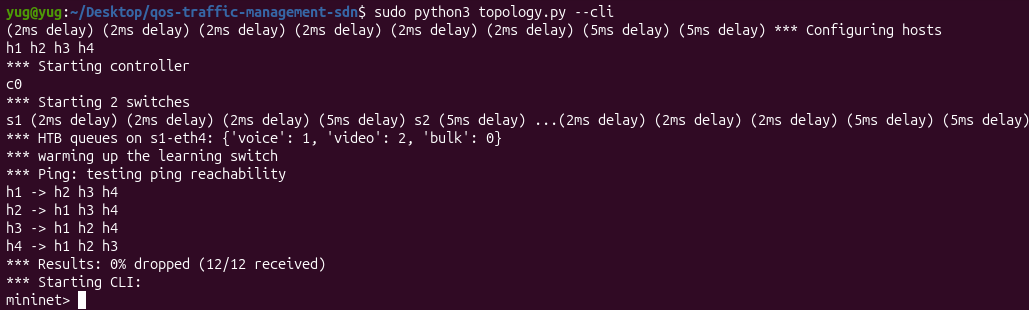 yug@yug:~/Desktop/qos-traffic-management-sdn$ sudo python3 topology.py --cli
(2ms delay) (2ms delay) (2ms delay) (2ms delay) (2ms delay) (2ms delay) (5ms delay) (5ms delay) *** Configuring hosts
h1 h2 h3 h4
*** Starting controller
c0
*** Starting 2 switches
s1 (2ms delay) (2ms delay) (2ms delay) (5ms delay) s2 (5ms delay) ...(2ms delay) (2ms delay) (2ms delay) (5ms delay) (5ms delay)
*** HTB queues on s1-eth4: {'voice': 1, 'video': 2, 'bulk': 0}
*** warming up the learning switch
*** Ping: testing ping reachability
h1 -> h2 h3 h4
h2 -> h1 h3 h4
h3 -> h1 h2 h4
h4 -> h1 h2 h3
*** Results: 0% dropped (12/12 received)
*** Starting CLI:
mininet>